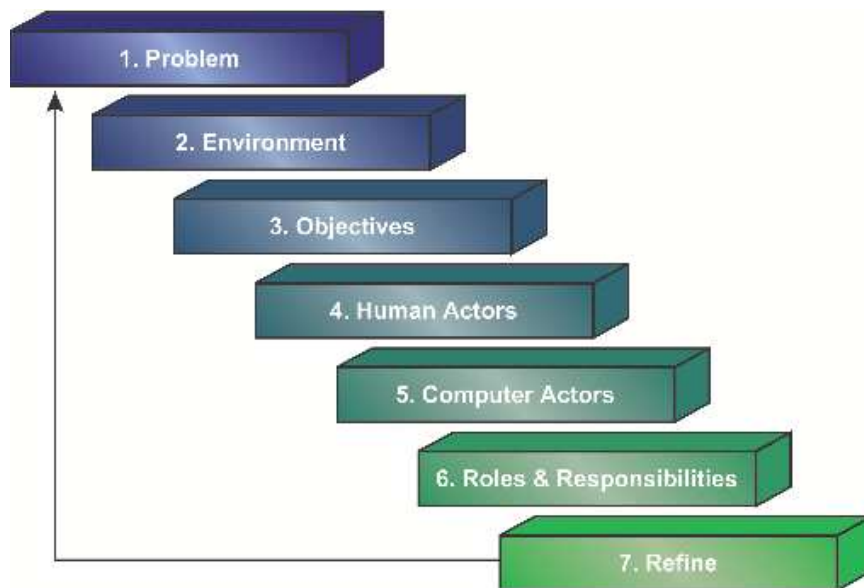 1. Problem
2. Environment
3. Objectives
4. Human Actors
5. Computer Actors
6. Roles & Responsibilities
7. Refine